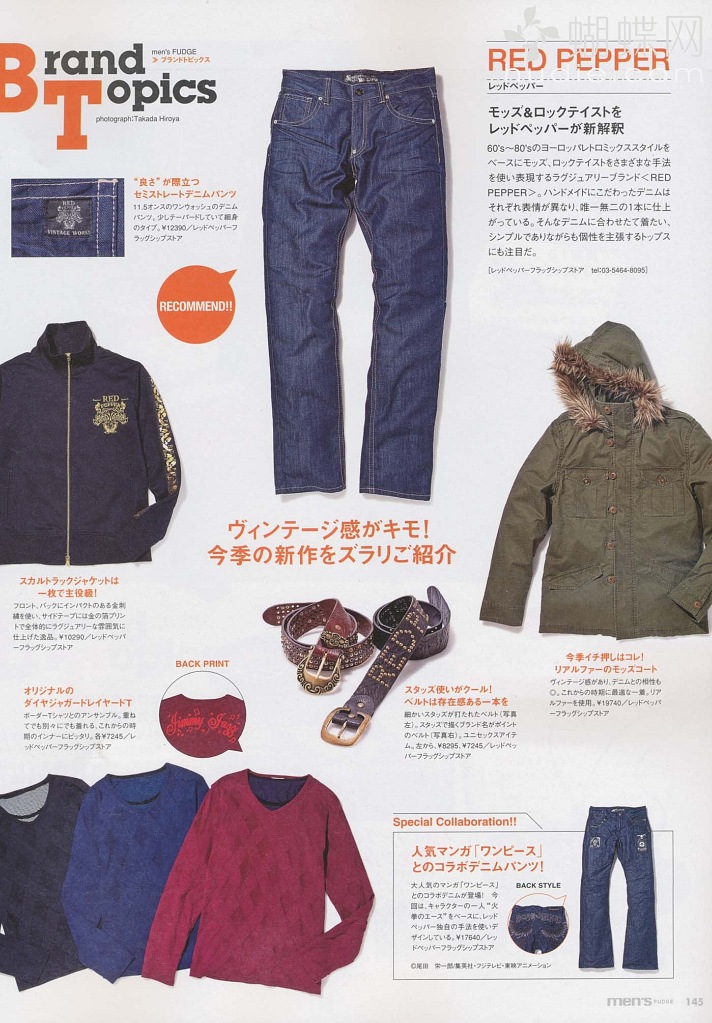 Brand
Topics
men's FUDGE
≫ ブランドトピックス
photograph:Takada Hiroya
蝴蝶网
RED PEPPER
レッドペッパー
モッズ&ロックテイストを
レッドペッパーが新解釈
60's〜80'sのヨーロッパレトロミックススタイルを
ベースにモッズ、ロックテイストをさまざまな手法
を使い表現するラグジュアリーブランド<RED
PEPPER>。ハンドメイドにこだわったデニムは
それぞれ表情が異なり、唯一無二の1本に仕上
がっている。そんなデニムに合わせたて着たい、
シンプルでありながらも個性を主張するトップス
にも注目だ。
[レッドペッパーフラッグシップストア tel:03-5464-8095]
RED
VINTAGE WORKS
"良さ"が際立つ
セミストレートデニムパンツ
11.5オンスのワンウォッシュのデニム
パンツ。少しテーパードしていて細身
のタイプ。¥12390/レッドペッパーフ
ラッグシップストア
RECOMMEND!!
RED
PEPPER
ヴィンテージ感がキモ!
今季の新作をズラリご紹介
スカルトラックジャケットは
一枚で主役級!
フロント、バックにインパクトのある金刺
繍を使い、サイドテープには金の箔プリン
トで全体的にラグジュアリーな雰囲気に
仕上げた逸品。¥10290/レッドペッパ
ーフラッグシップストア
今季イチ押しはコレ!
リアルファーのモッズコート
ヴィンテージ感があり、デニムとの相性も
◎。これからの時期に最適な一着。リア
ルファーを使用。¥19740/レッドペッパ
ーフラッグシップストア
オリジナルの
ダイヤジャガードレイヤードT
ボーダーTシャツとのアンサンブル。重ね
てでも別々にでも着れる、これからの時
期のインナーにピッタリ。各¥7245/レ
ッドペッパーフラッグシップストア
BACK PRINT
スタッズ使いがクール!
ベルトは存在感ある一本を
細かいスタッズが打たれたベルト(写真
左)。スタッズで描くブランド名がポイント
のベルト(写真右)。ユニセックスアイテ
ム。左から、¥8295、¥7245/レッドペッ
パーフラッグシップストア
Special Collaboration!!
人気マンガ「ワンピース」
とのコラボデニムパンツ!
大人気のマンガ「ワンピース」
とのコラボデニムが登場! 今
回は、キャラクターの一人"火
拳のエース"をベースに、レッド
ペッパー独自の手法を使いデ
ザインしている。¥17640/レッ
ドペッパーフラッグシップストア
BACK STYLE
©尾田 栄一郎/集英社・フジテレビ・東映アニメーション
men's FUDGE 145